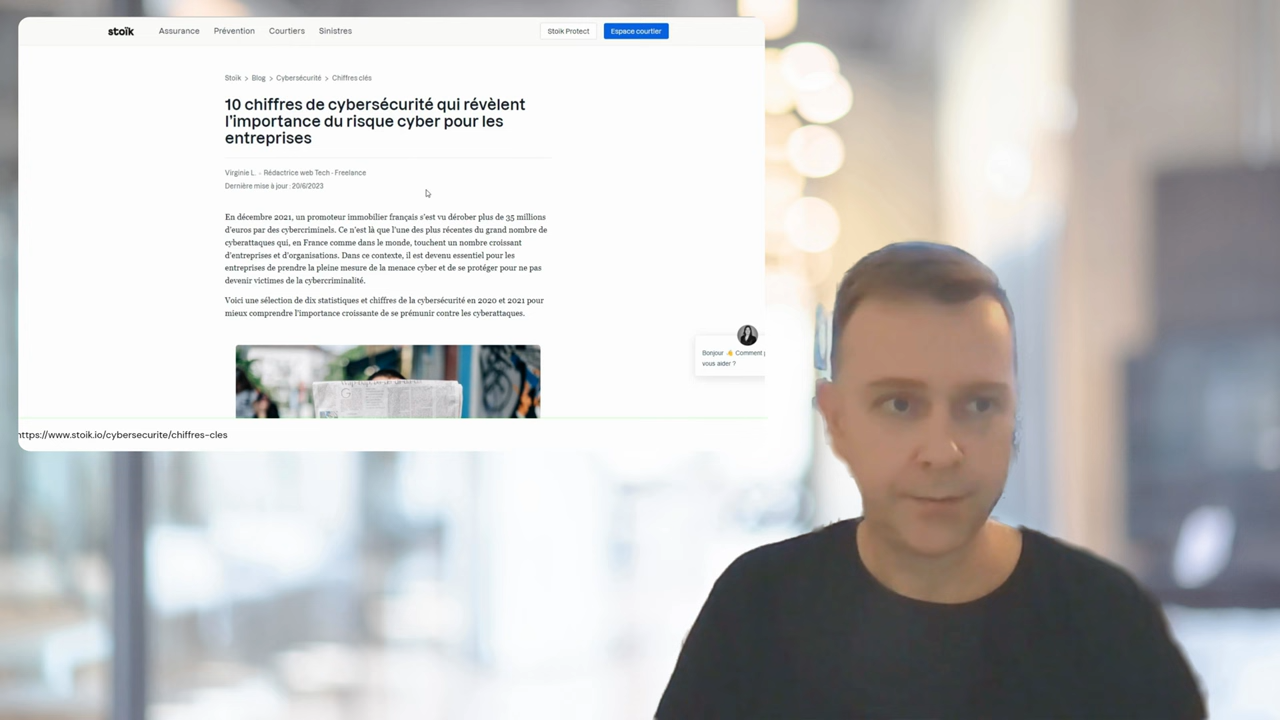 stoïk Assurance Prévention Courtiers Sinistres Stoïk Protect Espace courtier
Stoïk > Blog > Cybersécurité > Chiffres clés
10 chiffres de cybersécurité qui révèlent
l'importance du risque cyber pour les
entreprises
Virginie L. - Rédactrice web Tech · Freelance
Dernière mise à jour : 20/6/2023
En décembre 2021, un promoteur immobilier français s'est vu dérober plus de 35 millions
d'euros par des cybercriminels. Ce n'est là que l'une des plus récentes du grand nombre de
cyberattaques qui, en France comme dans le monde, touchent un nombre croissant
d'entreprises et d'organisations. Dans ce contexte, il est devenu essentiel pour les
entreprises de prendre la pleine mesure de la menace cyber et de se protéger pour ne pas
devenir victimes de la cybercriminalité.
Voici une sélection de dix statistiques et chiffres de la cybersécurité en 2020 et 2021 pour
mieux comprendre l'importance croissante de se prémunir contre les cyberattaques.
Bonjour 👋 Comment
vous aider ?
ttps://www.stoik.io/cybersecurite/chiffres-cles